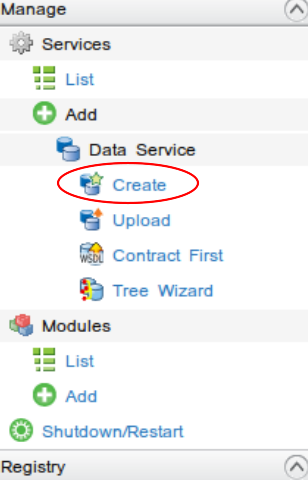 Manage
Services
List
Add
Data Service
Create
Upload
WSDL
Contract First
Tree Wizard
Modules
List
Add
Shutdown/Restart
Registry